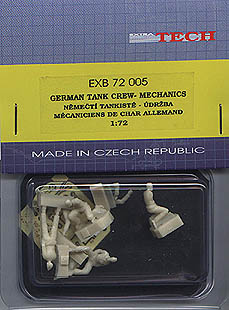 TECH
EXB 72 005
GERMAN TANK CREW- MECHANICS
NĚMEČTÍ TANKISTÉ - ÚDRŽBA
MÉCANICIENS DE CHAR ALLEMAND
1:72
MADE IN CZECH REPUBLIC